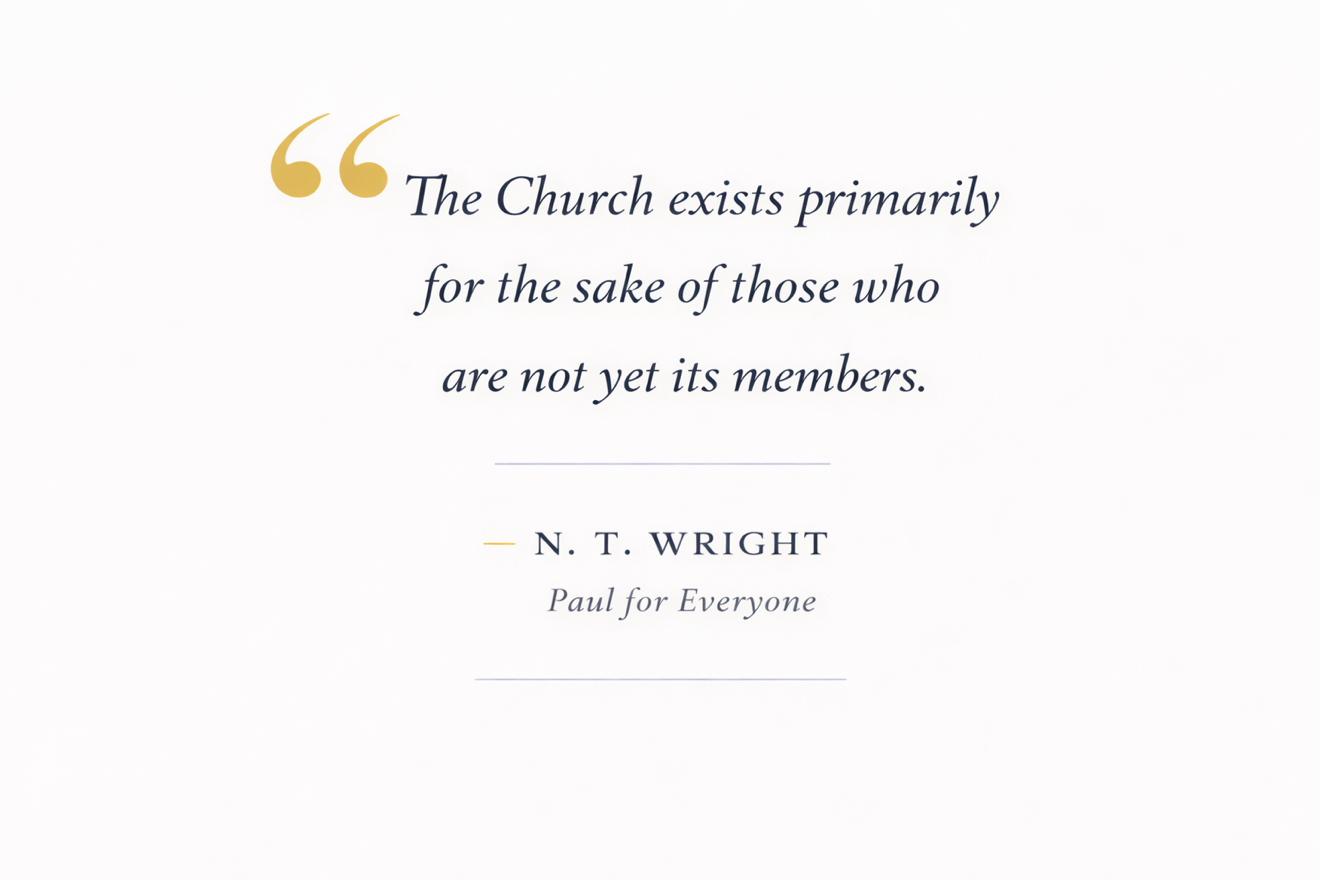 “The Church exists primarily
for the sake of those who
are not yet its members.
— N. T. WRIGHT
Paul for Everyone